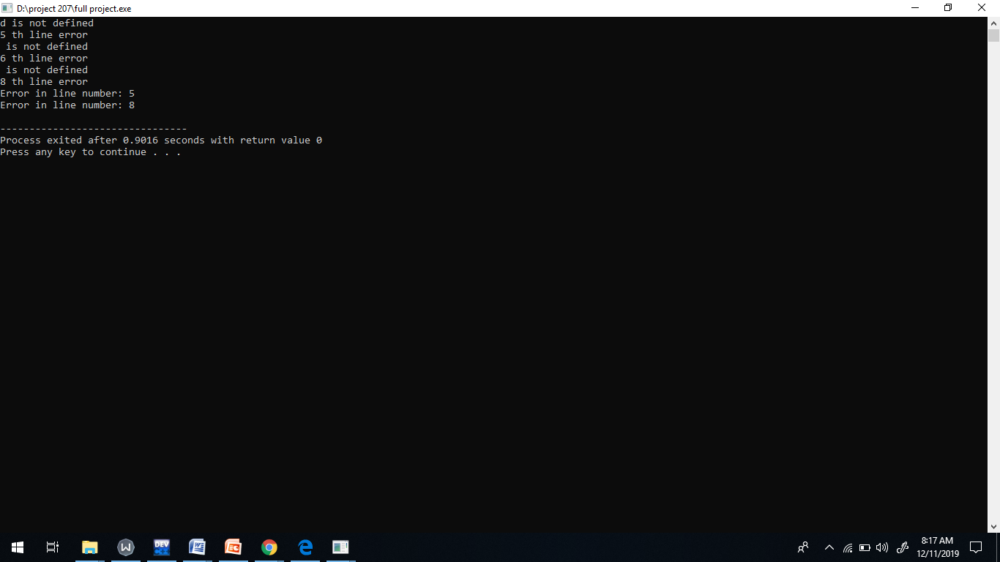 D:\project 207\full project.exe
d is not defined
5 th line error
 is not defined
6 th line error
 is not defined
8 th line error
Error in line number: 5
Error in line number: 8
--------------------------------
Process exited after 0.9016 seconds with return value 0
Press any key to continue . . .
DEV
8:17 AM
12/11/2019